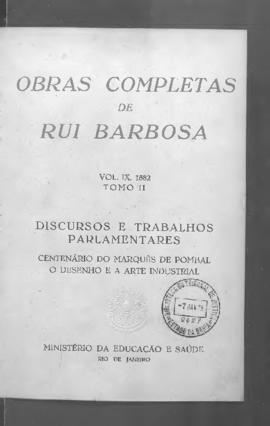 OBRAS COMPLETAS
DE
RUI BARBOSA
VOL. IX. 1882
TOMO II
DISCURSOS E TRABALHOS
PARLAMENTARES
CENTENÁRIO DO MARQUÊS DE POMBAL
O DESENHO E A ARTE INDUSTRIAL
MINISTÉRIO DA EDUCAÇÃO E SAÚDE
RIO DE JANEIRO